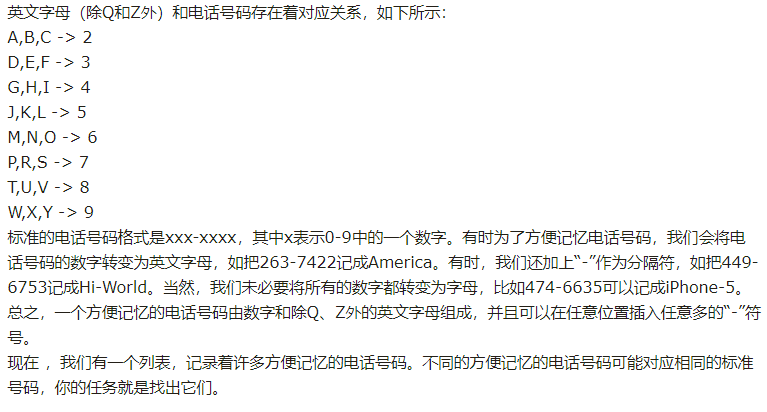 英文字母（除Q和Z外）和电话号码存在着对应关系，如下所示：
A,B,C -> 2
D,E,F -> 3
G,H,I -> 4
J,K,L -> 5
M,N,O -> 6
P,R,S -> 7
T,U,V -> 8
W,X,Y -> 9
标准的电话号码格式是xxx-xxxx，其中x表示0-9中的一个数字。有时为了方便记忆电话号码，我们会将电
话号码的数字转变为英文字母，如把263-7422记成America。有时，我们还加上“-”作为分隔符，如把449-
6753记成Hi-World。当然，我们未必要将所有的数字都转变为字母，比如474-6635可以记成iPhone-5。
总之，一个方便记忆的电话号码由数字和除Q、Z外的英文字母组成，并且可以在任意位置插入任意多的“-”符
号。
现在 ，我们有一个列表，记录着许多方便记忆的电话号码。不同的方便记忆的电话号码可能对应相同的标准
号码，你的任务就是找出它们。